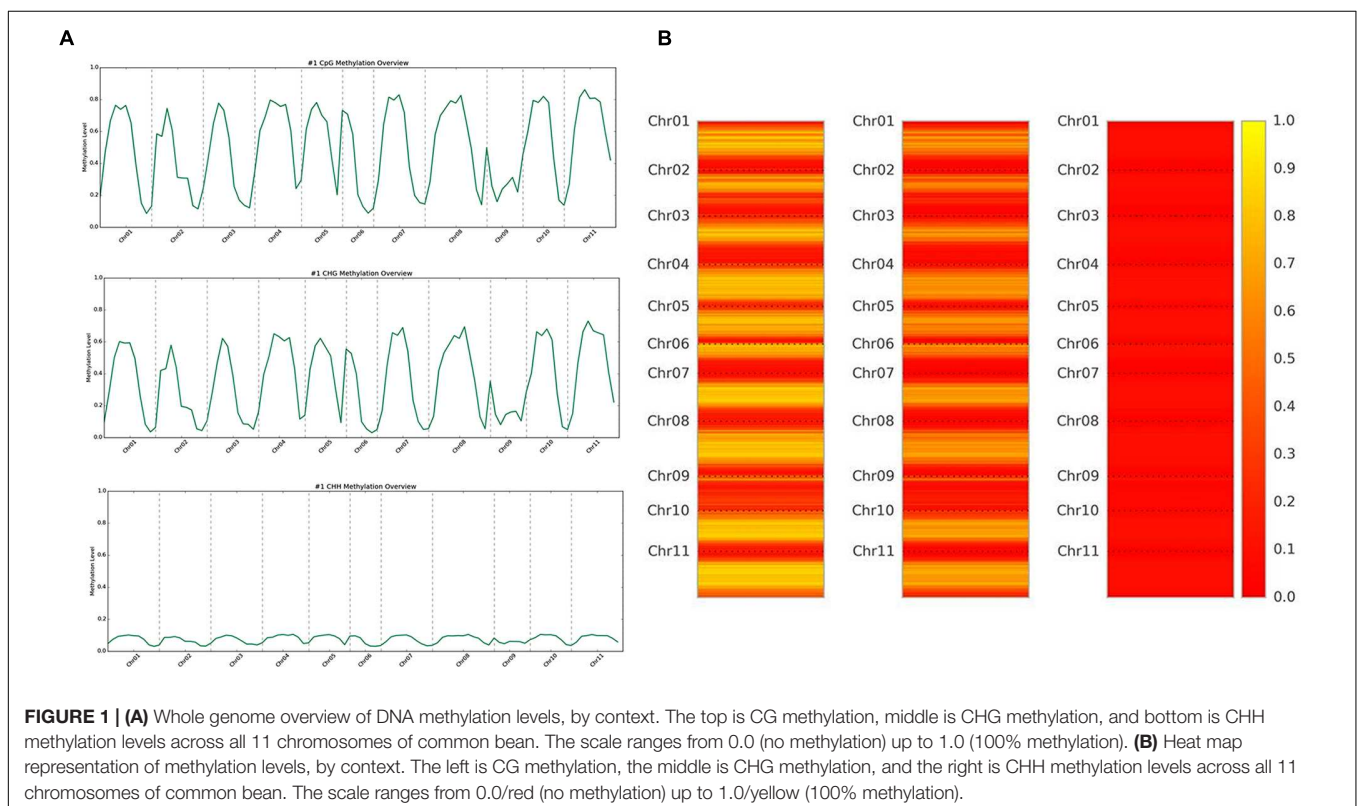 A
B
#1 CpG Methylation Overview
1.0
0.8
0.6
0.4
0.2
0.0
Methylation Level
Chr01 Chr02 Chr03 Chr04 Chr05 Chr06 Chr07 Chr08 Chr09 Chr10 Chr11
#1 CHG Methylation Overview
1.0
0.8
0.6
0.4
0.2
0.0
Methylation Level
Chr01 Chr02 Chr03 Chr04 Chr05 Chr06 Chr07 Chr08 Chr09 Chr10 Chr11
#1 CHH Methylation Overview
1.0
0.8
0.6
0.4
0.2
0.0
Methylation Level
Chr01 Chr02 Chr03 Chr04 Chr05 Chr06 Chr07 Chr08 Chr09 Chr10 Chr11
Chr01 Chr01 Chr01
Chr02 Chr02 Chr02
Chr03 Chr03 Chr03
Chr04 Chr04 Chr04
Chr05 Chr05 Chr05
Chr06 Chr06 Chr06
Chr07 Chr07 Chr07
Chr08 Chr08 Chr08
Chr09 Chr09 Chr09
Chr10 Chr10 Chr10
Chr11 Chr11 Chr11
1.0
0.9
0.8
0.7
0.6
0.5
0.4
0.3
0.2
0.1
0.0
FIGURE 1 | (A) Whole genome overview of DNA methylation levels, by context. The top is CG methylation, middle is CHG methylation, and bottom is CHH
methylation levels across all 11 chromosomes of common bean. The scale ranges from 0.0 (no methylation) up to 1.0 (100% methylation). (B) Heat map
representation of methylation levels, by context. The left is CG methylation, the middle is CHG methylation, and the right is CHH methylation levels across all 11
chromosomes of common bean. The scale ranges from 0.0/red (no methylation) up to 1.0/yellow (100% methylation).